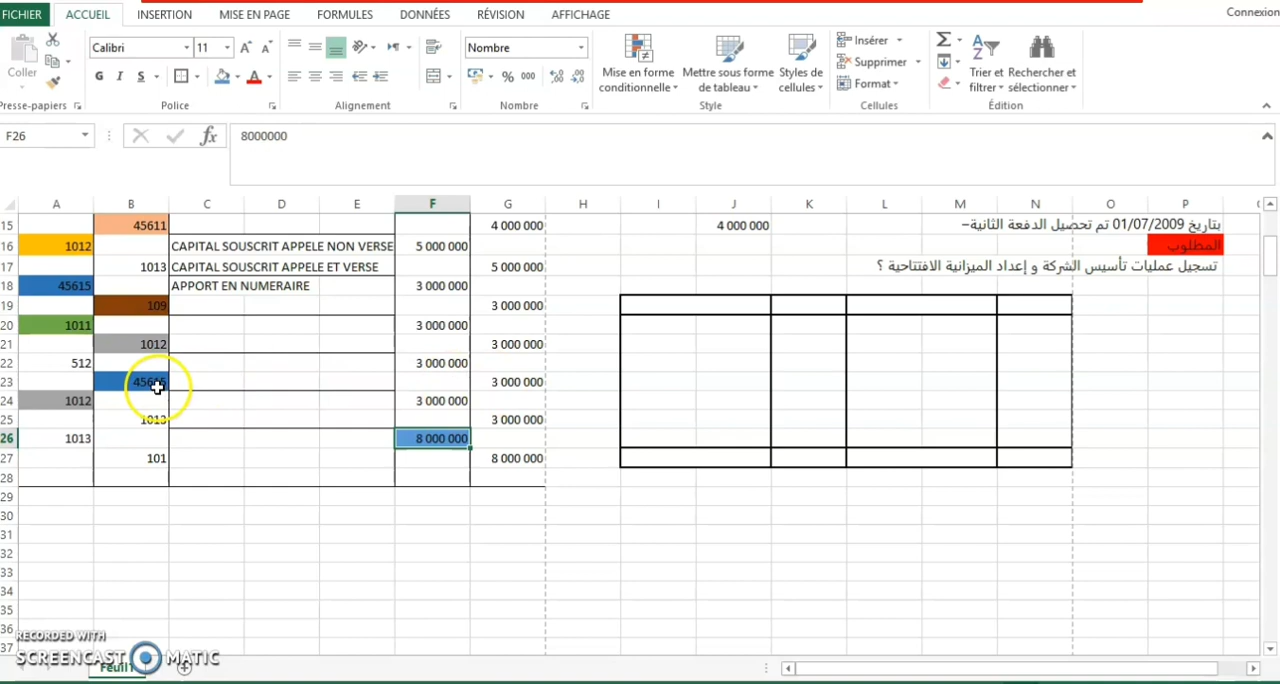 FICHIER ACCUEIL INSERTION MISE EN PAGE FORMULES DONNÉES RÉVISION AFFICHAGE Connexion
Coller
Calibri 11
G I S
Nombre
% 000
Mise en forme conditionnelle
Mettre sous forme de tableau
Styles de cellules
Insérer
Supprimer
Format
Trier et filtrer
Rechercher et sélectionner
Presse-papiers Police Alignement Nombre Style Cellules Édition
F26 fx 8000000
A B C D E F G H I J K L M N O P
15 45611 4 000 000 4 000 000 بتاريخ 01/07/2009 تم تحصيل الدفعة الثانية–
16 1012 CAPITAL SOUSCRIT APPELE NON VERSE 5 000 000 المطلوب
17 1013 CAPITAL SOUSCRIT APPELE ET VERSE 5 000 000 تسجيل عمليات تأسيس الشركة و إعداد الميزانية الافتتاحية ؟
18 45615 APPORT EN NUMERAIRE 3 000 000
19 109 3 000 000
20 1011 3 000 000
21 1012 3 000 000
22 512 3 000 000
23 45615 3 000 000
24 1012 3 000 000
25 1013 3 000 000
26 1013 8 000 000
27 101 8 000 000
28
29
30
31
32
33
34
35
36
37
RECORDED WITH
SCREENCAST MATIC
Feuil1